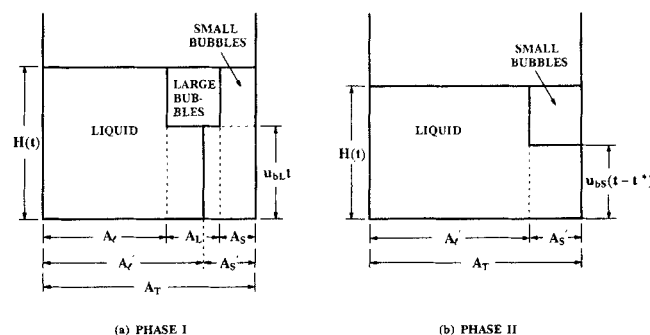 SMALL
BUBBLES
LARGE
BUB-
BLES
LIQUID
H(t)
u_bL t
A_ℓ
A_L
A_S
A_ℓ′
A_S′
A_T
(a) PHASE I
SMALL
BUBBLES
LIQUID
H(t)
u_bS(t − t*)
A_ℓ′
A_S′
A_T
(b) PHASE II